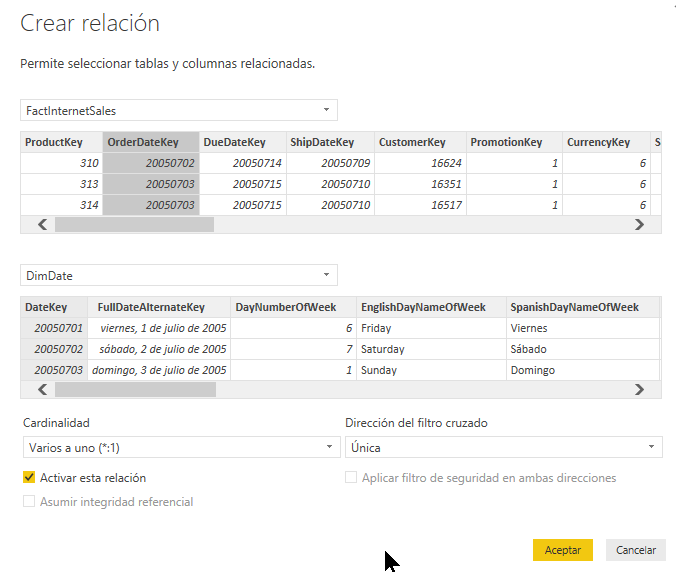 Crear relación
Permite seleccionar tablas y columnas relacionadas.
FactInternetSales
ProductKey OrderDateKey DueDateKey ShipDateKey CustomerKey PromotionKey CurrencyKey S
310 20050702 20050714 20050709 16624 1 6
313 20050703 20050715 20050710 16351 1 6
314 20050703 20050715 20050710 16517 1 6
DimDate
DateKey FullDateAlternateKey DayNumberOfWeek EnglishDayNameOfWeek SpanishDayNameOfWeek
20050701 viernes, 1 de julio de 2005 6 Friday Viernes
20050702 sábado, 2 de julio de 2005 7 Saturday Sábado
20050703 domingo, 3 de julio de 2005 1 Sunday Domingo
Cardinalidad Dirección del filtro cruzado
Varios a uno (*:1) Única
Activar esta relación Aplicar filtro de seguridad en ambas direcciones
Asumir integridad referencial
Aceptar Cancelar